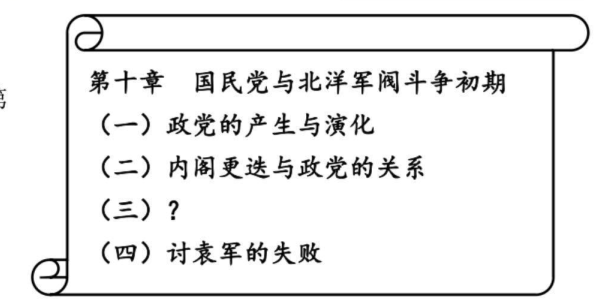 第十章 国民党与北洋军阀斗争初期
（一）政党的产生与演化
（二）内阁更迭与政党的关系
（三）？
（四）讨袁军的失败